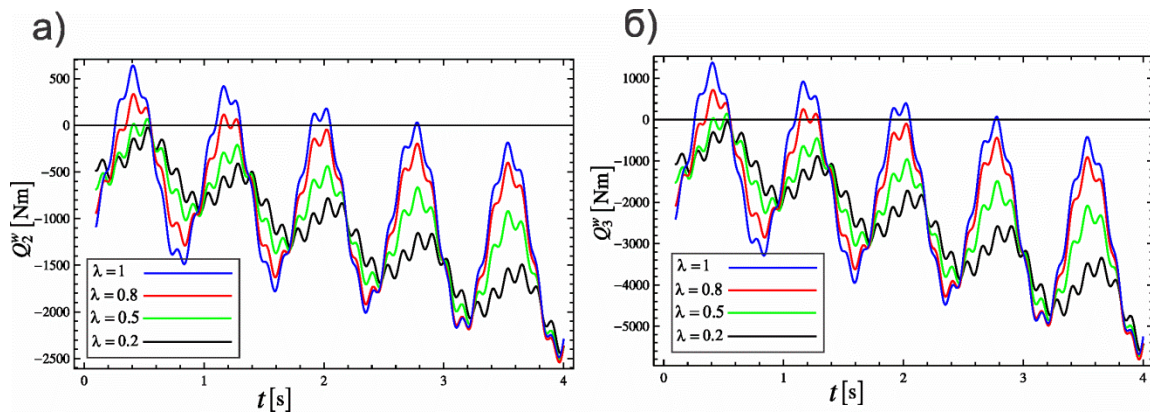 а)
500
0
−500
−1000
−1500
−2000
−2500
Q₂ʷ [Nm]
λ = 1
λ = 0.8
λ = 0.5
λ = 0.2
0 1 2 3 4
t [s]
б)
1000
0
−1000
−2000
−3000
−4000
−5000
Q₃ʷ [Nm]
λ = 1
λ = 0.8
λ = 0.5
λ = 0.2
0 1 2 3 4
t [s]